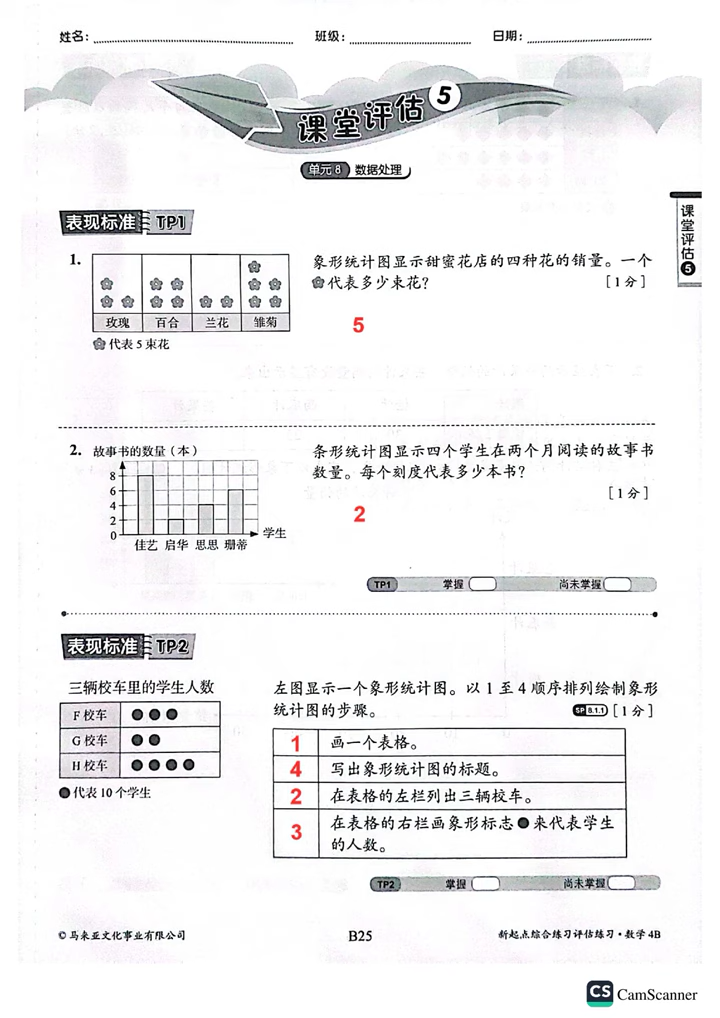 姓名: 班级: 日期:
课堂评估 5
单元 8 数据处理
课堂评估 5
表现标准 TP1
1.
玫瑰 百合 兰花 雏菊
代表 5 束花
象形统计图显示甜蜜花店的四种花的销量。一个
代表多少束花? [1 分]
5
2. 故事书的数量(本)
8
6
4
2
0
学生
佳艺 启华 思思 珊蒂
条形统计图显示四个学生在两个月阅读的故事书
数量。每个刻度代表多少本书?
[1 分]
2
TP1 掌握 尚未掌握
表现标准 TP2
三辆校车里的学生人数
F 校车
G 校车
H 校车
代表 10 个学生
左图显示一个象形统计图。以 1 至 4 顺序排列绘制象形
统计图的步骤。 SP 8.1.1 [1 分]
1 画一个表格。
4 写出象形统计图的标题。
2 在表格的左栏列出三辆校车。
3 在表格的右栏画象形标志●来代表学生
的人数。
TP2 掌握 尚未掌握
© 马来亚文化事业有限公司 B25 新起点综合练习评估练习·数学 4B
CS CamScanner